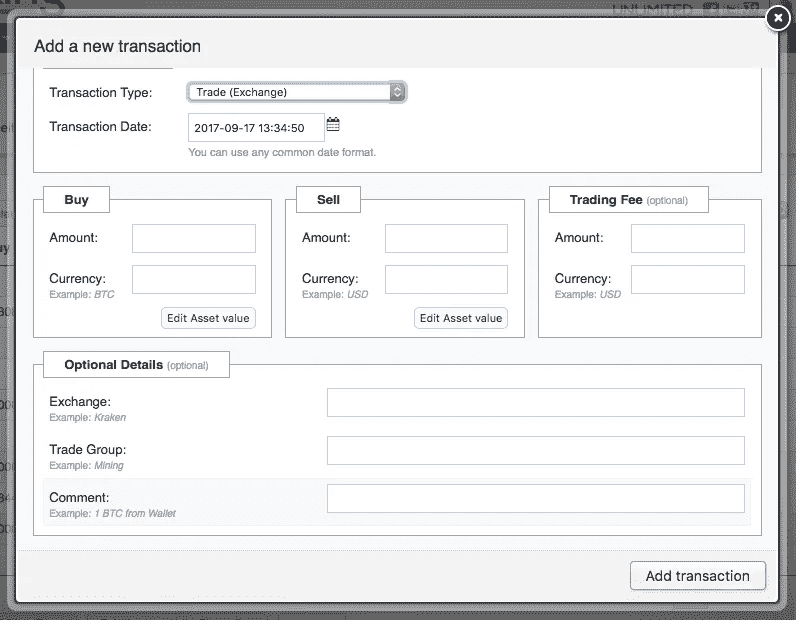 UNLIMITED
Add a new transaction
Transaction Type: Trade (Exchange)
Transaction Date: 2017-09-17 13:34:50
You can use any common date format.
Buy Sell Trading Fee (optional)
Amount: Amount: Amount:
Currency: Currency: Currency:
Example: BTC Example: USD Example: USD
Edit Asset value Edit Asset value
Optional Details (optional)
Exchange:
Example: Kraken
Trade Group:
Example: Mining
Comment:
Example: 1 BTC from Wallet
Add transaction